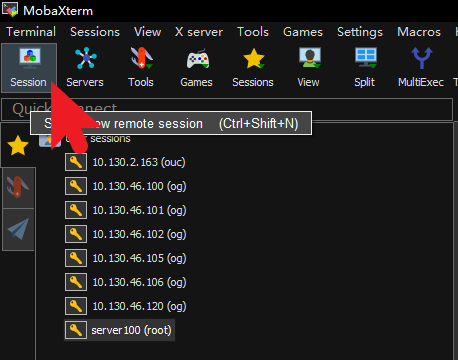 MobaXterm
Terminal Sessions View X server Tools Games Settings Macros
Session Servers Tools Games Sessions View Split MultiExec
Quick connect...
new remote session (Ctrl+Shift+N)
sessions
10.130.2.163 (ouc)
10.130.46.100 (og)
10.130.46.101 (og)
10.130.46.102 (og)
10.130.46.105 (og)
10.130.46.106 (og)
10.130.46.120 (og)
server100 (root)